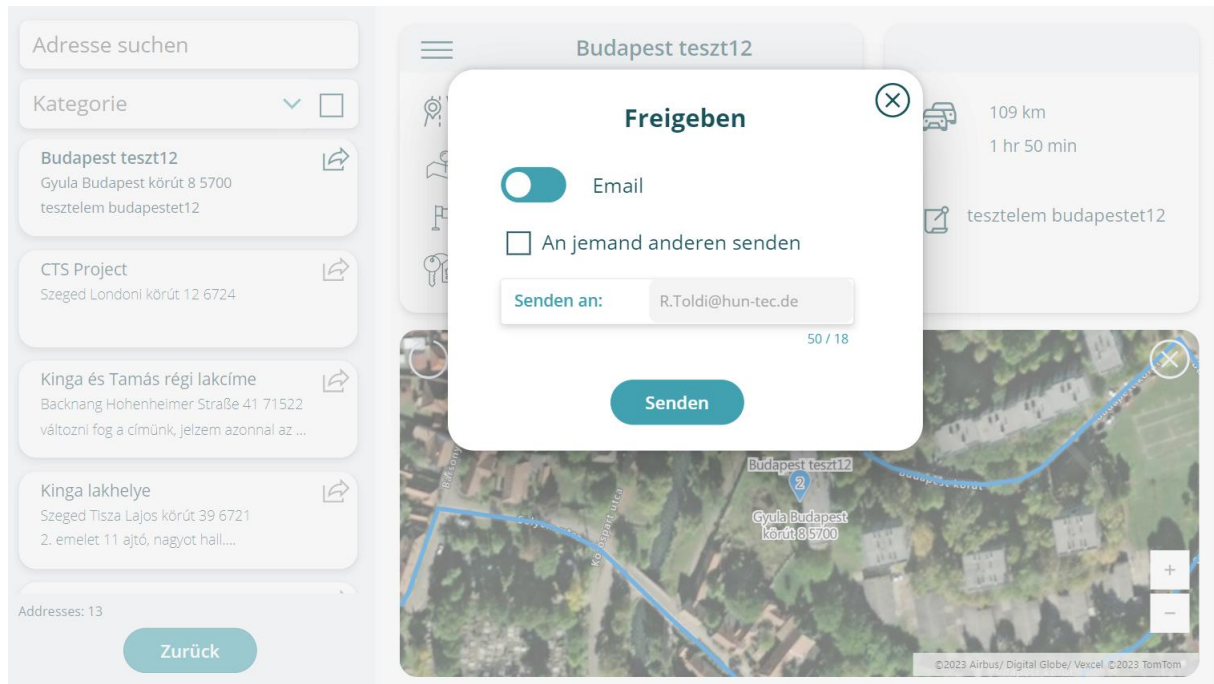 Adresse suchen
Kategorie
Budapest teszt12
Gyula Budapest körút 8 5700
tesztelem budapestet12
CTS Project
Szeged Londoni körút 12 6724
Kinga és Tamás régi lakcíme
Backnang Hohenheimer Straße 41 71522
változni fog a címünk, jelzem azonnal az ...
Kinga lakhelye
Szeged Tisza Lajos körút 39 6721
2. emelet 11 ajtó, nagyot hall....
Addresses: 13
Zurück
Budapest teszt12
109 km
1 hr 50 min
tesztelem budapestet12
Freigeben
Email
An jemand anderen senden
Senden an: R.Toldi@hun-tec.de
50 / 18
Senden
Budapest teszt12
2
Gyula Budapest
körút 8 5700
Budapest körút
+
−
©2023 Airbus/ Digital Globe/ Vexcel ©2023 TomTom